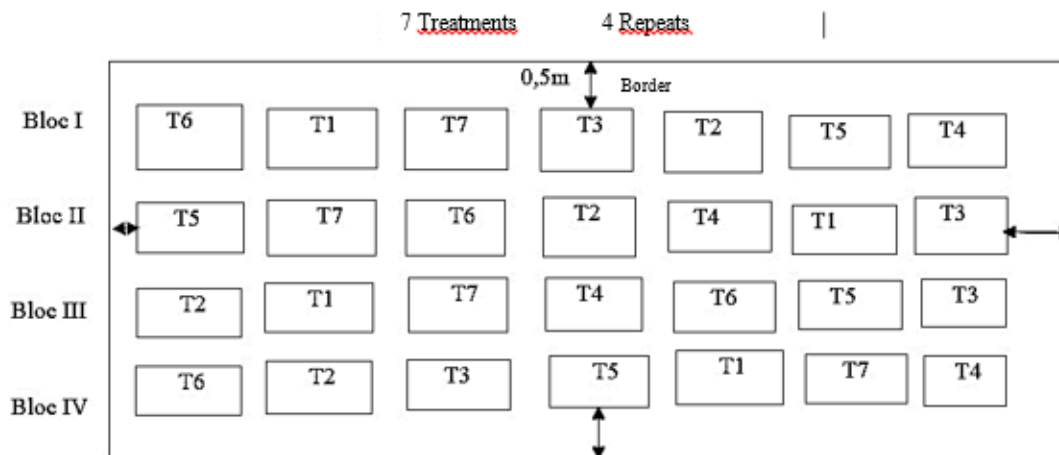 7 Treatments 4 Repeats
0,5m Border
Bloc I T6 T1 T7 T3 T2 T5 T4
Bloc II T5 T7 T6 T2 T4 T1 T3
Bloc III T2 T1 T7 T4 T6 T5 T3
Bloc IV T6 T2 T3 T5 T1 T7 T4